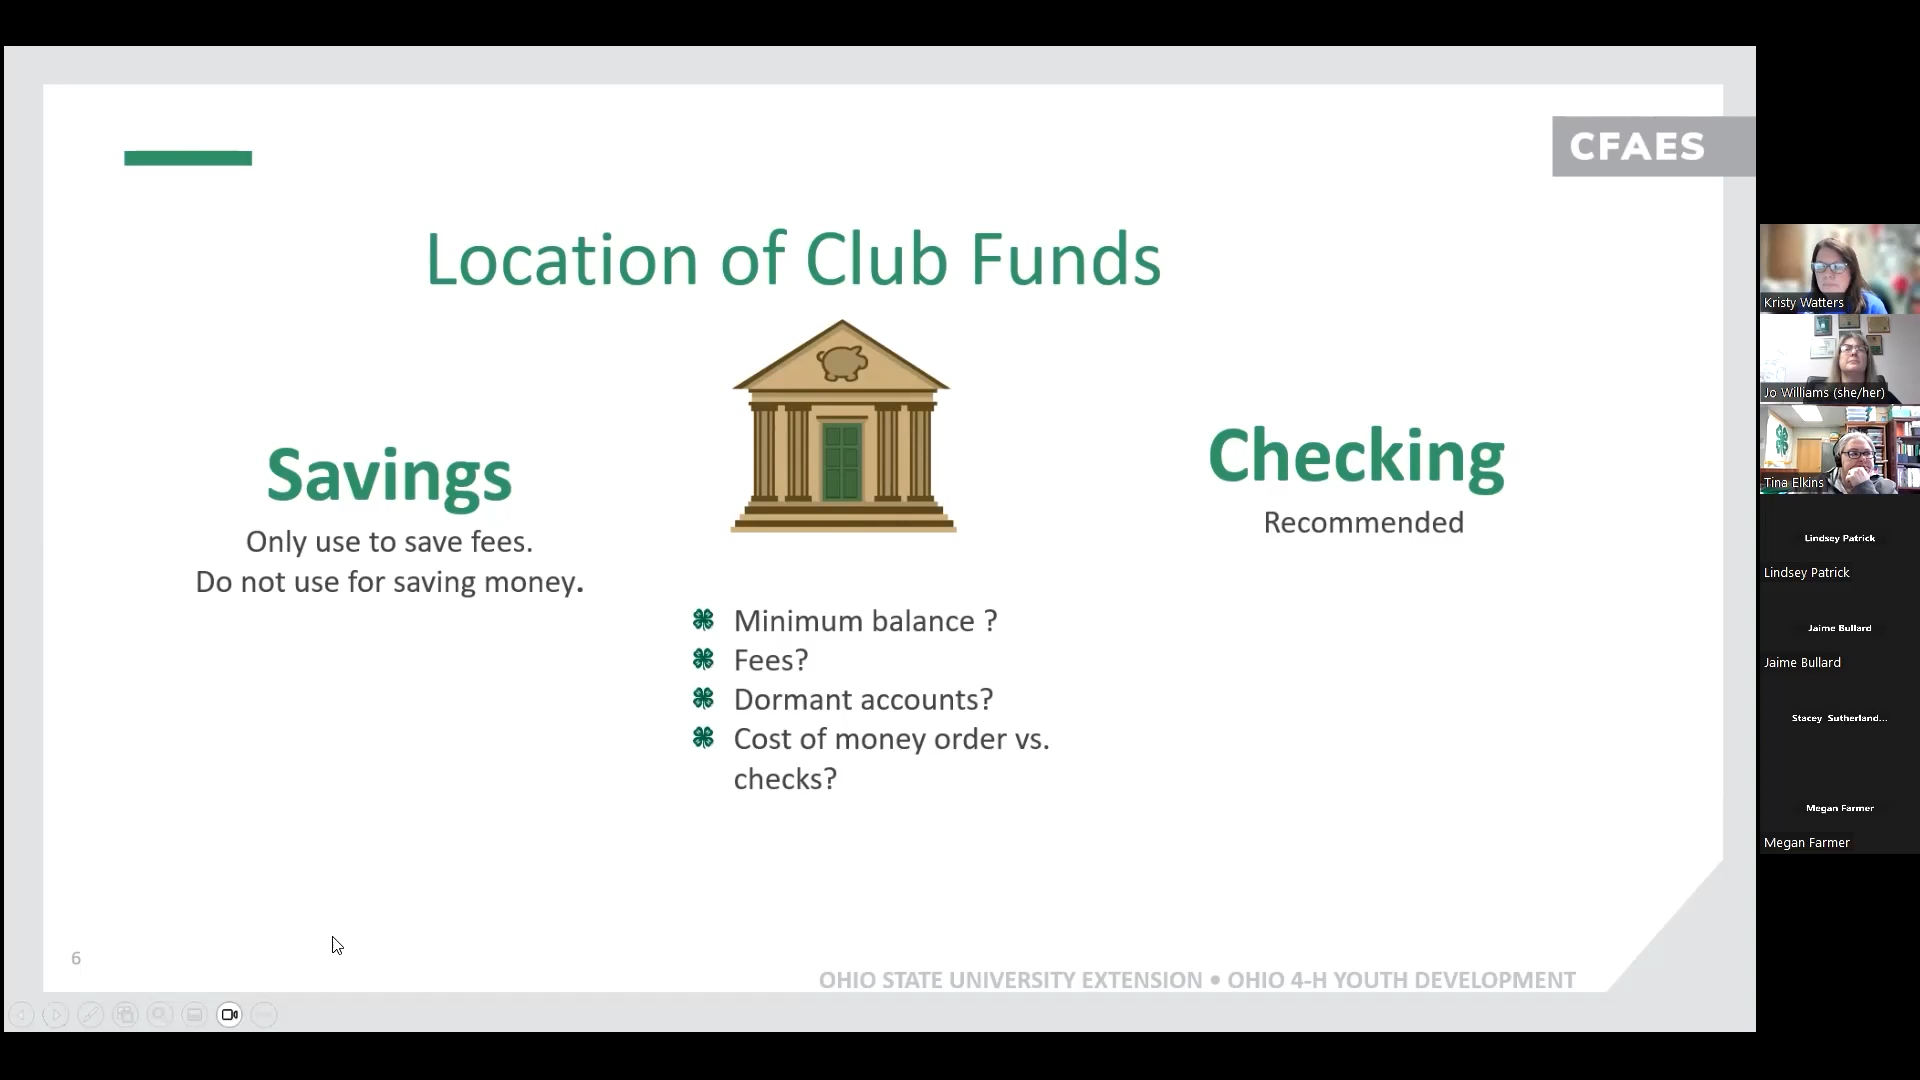 CFAES
Location of Club Funds
Savings
Only use to save fees.
Do not use for saving money.
Checking
Recommended
Minimum balance ?
Fees?
Dormant accounts?
Cost of money order vs.
checks?
6
OHIO STATE UNIVERSITY EXTENSION • OHIO 4-H YOUTH DEVELOPMENT
Kristy Watters
Jo Williams (she/her)
Tina Elkins
Lindsey Patrick
Lindsey Patrick
Jaime Bullard
Jaime Bullard
Stacey Sutherland...
Megan Farmer
Megan Farmer